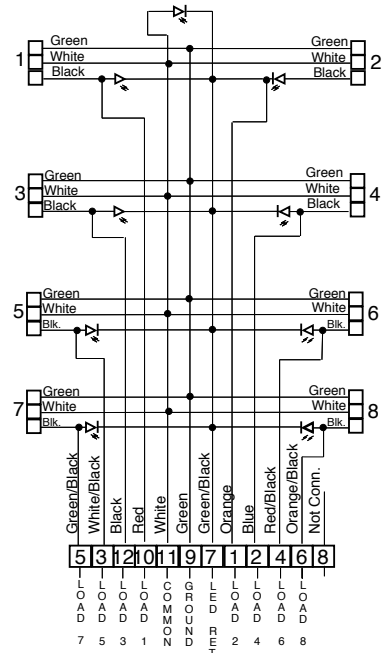 Green Green
1 White White 2
Black Black
Green Green
3 White White 4
Black Black
Green Green
5 White White 6
Blk. Blk.
Green Green
7 White White 8
Blk. Blk.
Green/Black
White/Black
Black
Red
White
Green
Green/Black
Orange
Blue
Red/Black
Orange/Black
Not Conn.
5 3 12 10 11 9 7 1 2 4 6 8
LOAD 7
LOAD 5
LOAD 3
LOAD 1
COMMON
GROUND
LED RET
LOAD 2
LOAD 4
LOAD 6
LOAD 8